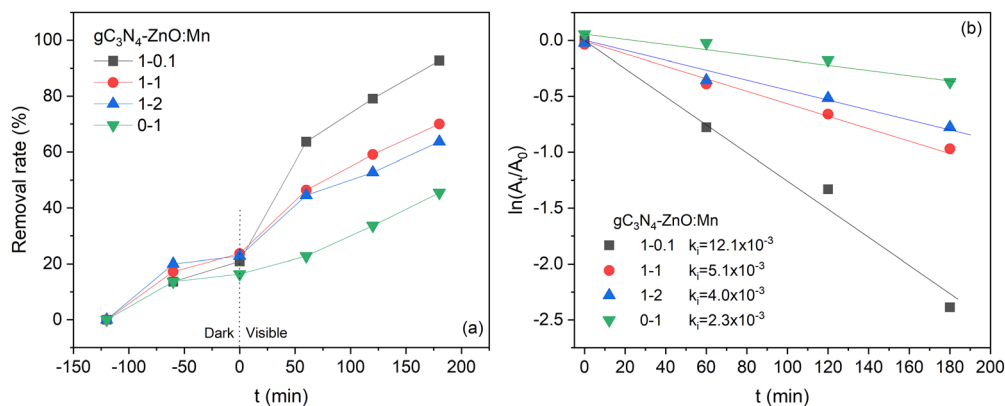 gC₃N₄-ZnO:Mn
1-0.1
1-1
1-2
0-1
Removal rate (%)
100
80
60
40
20
0
Dark
Visible
(a)
-150
-100
-50
0
50
100
150
200
t (min)
(b)
ln(Aₜ/A₀)
0.0
-0.5
-1.0
-1.5
-2.0
-2.5
gC₃N₄-ZnO:Mn
1-0.1 kᵢ=12.1x10⁻³
1-1 kᵢ=5.1x10⁻³
1-2 kᵢ=4.0x10⁻³
0-1 kᵢ=2.3x10⁻³
0
20
40
60
80
100
120
140
160
180
200
t (min)